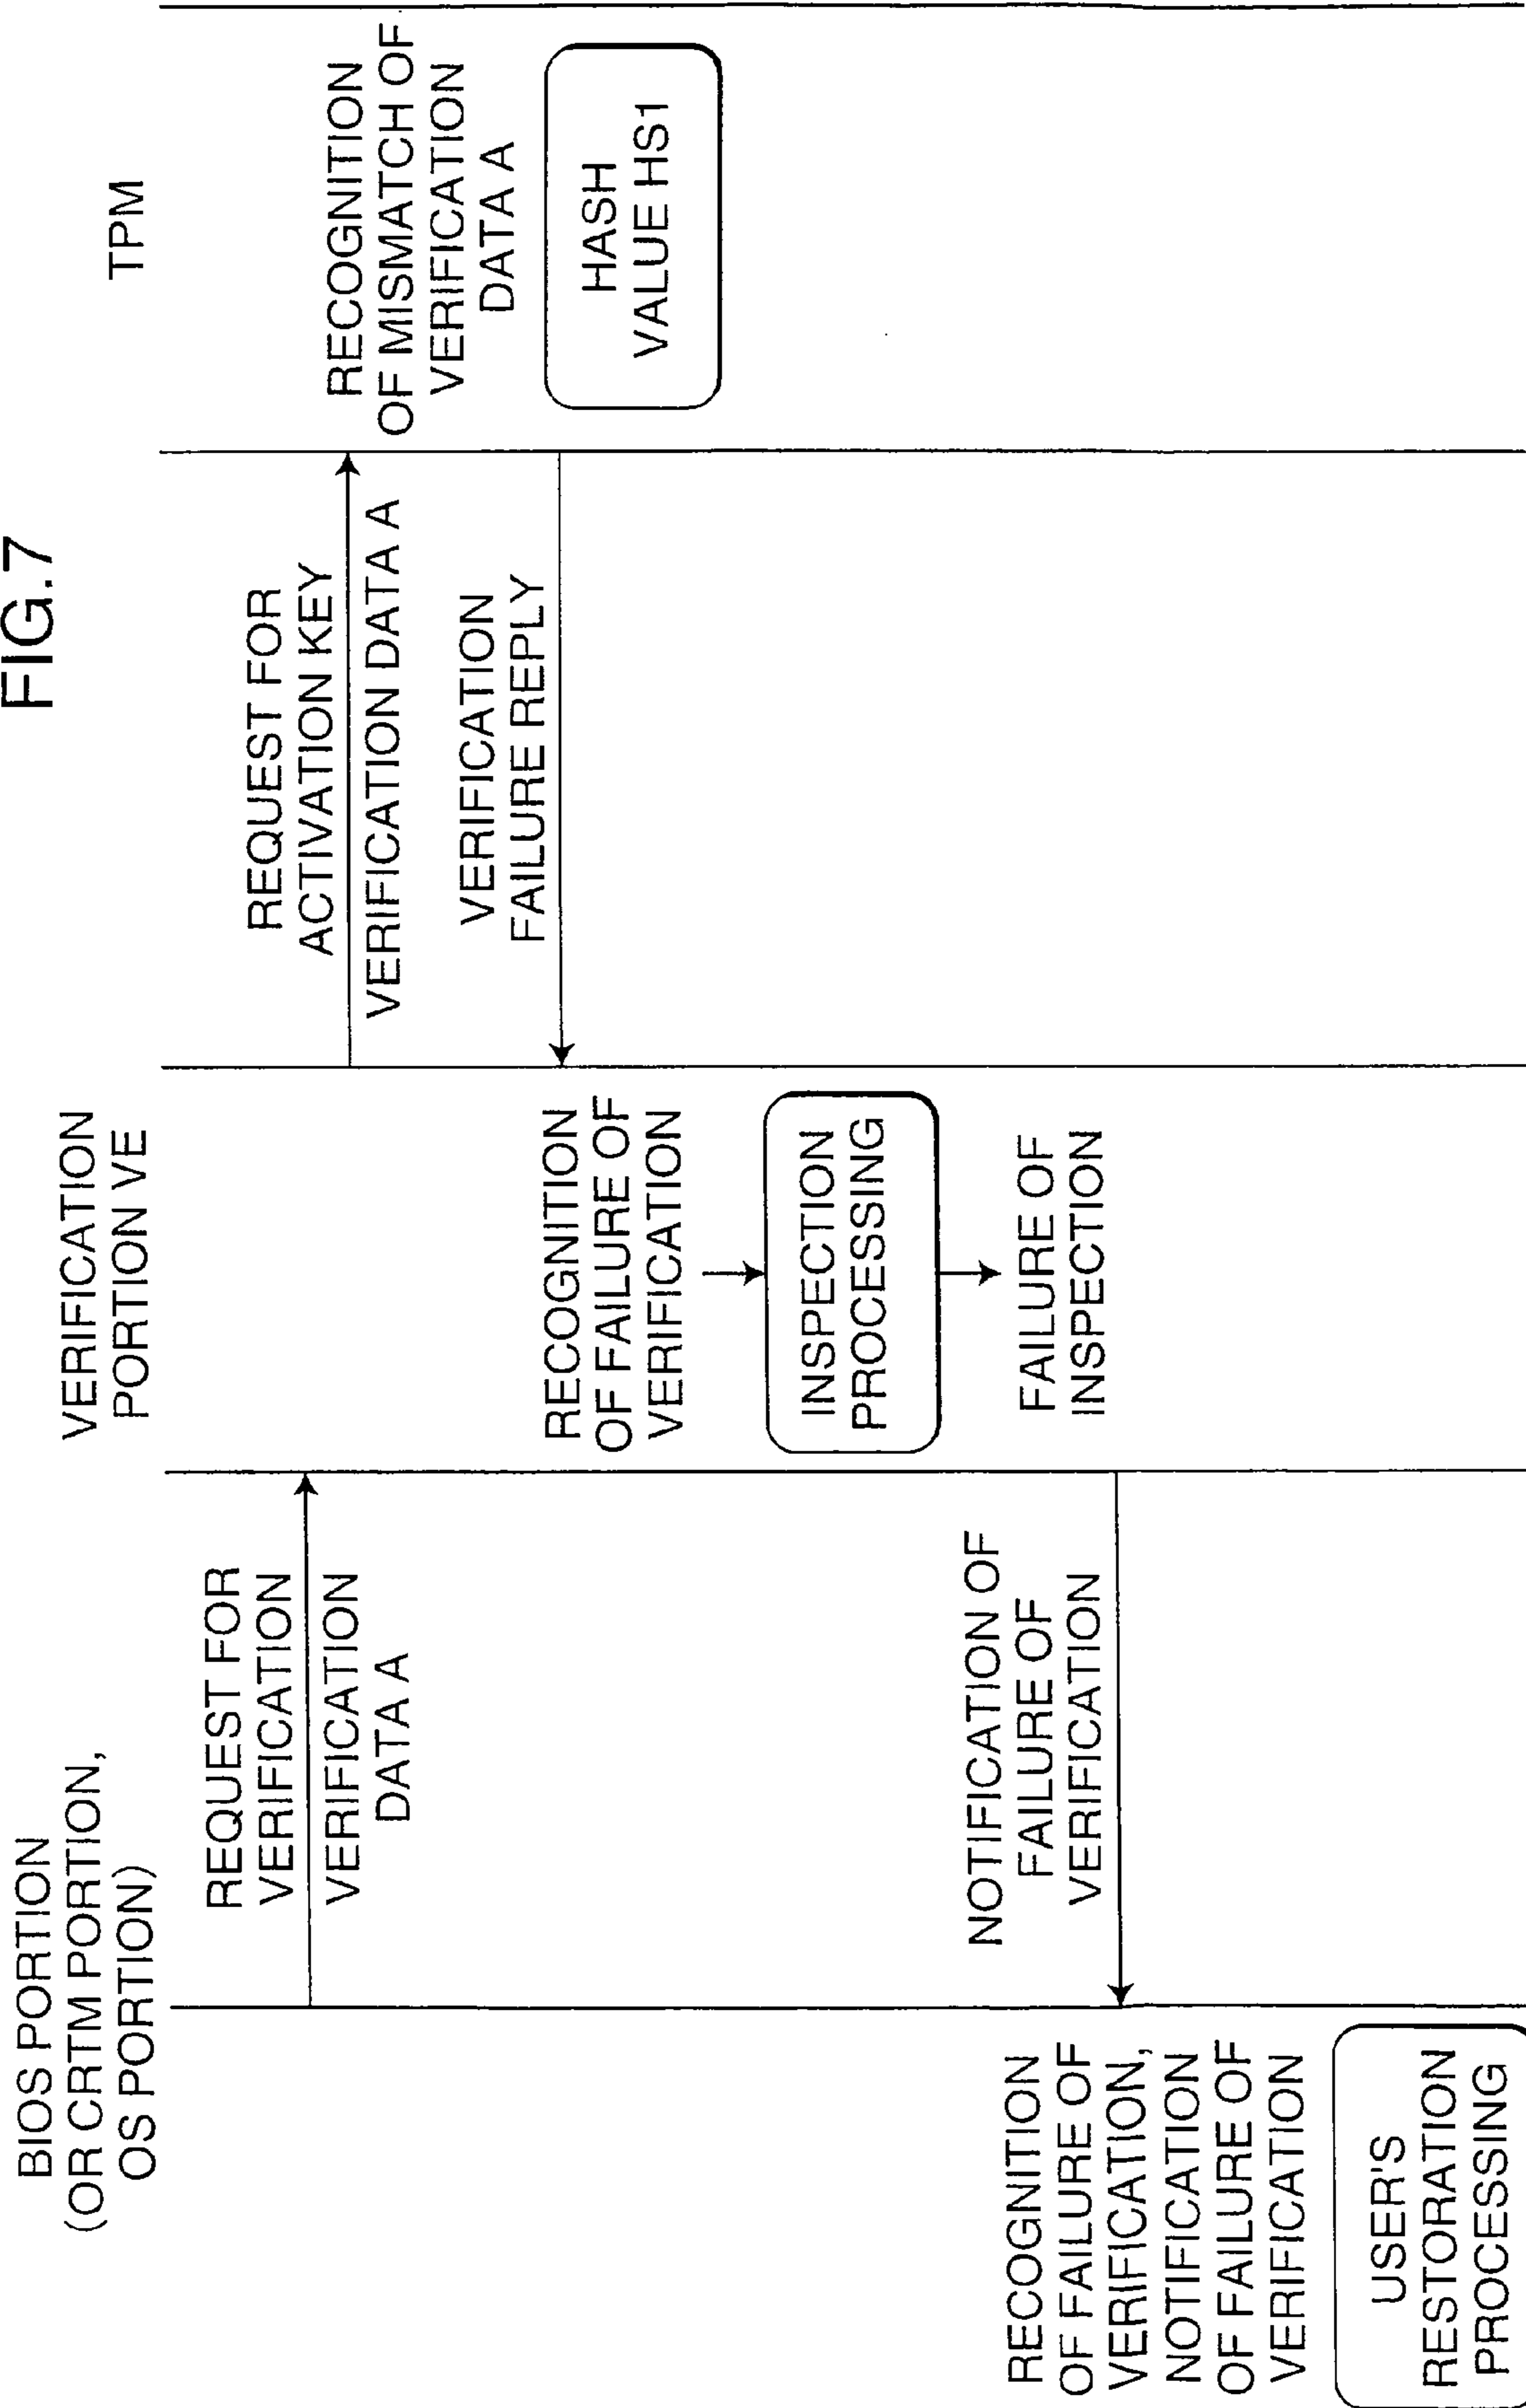 FIG.7
BIOS PORTION
(OR CRTM PORTION,
OS PORTION)
VERIFICATION
PORTION VE
TPM
REQUEST FOR
VERIFICATION
VERIFICATION
DATA A
REQUEST FOR
ACTIVATION KEY
VERIFICATION DATA A
RECOGNITION
OF MISMATCH OF
VERIFICATION
DATA A
HASH
VALUE HS1
VERIFICATION
FAILURE REPLY
RECOGNITION
OF FAILURE OF
VERIFICATION
INSPECTION
PROCESSING
FAILURE OF
INSPECTION
NOTIFICATION OF
FAILURE OF
VERIFICATION
RECOGNITION
OF FAILURE OF
VERIFICATION,
NOTIFICATION
OF FAILURE OF
VERIFICATION
USER'S
RESTORATION
PROCESSING